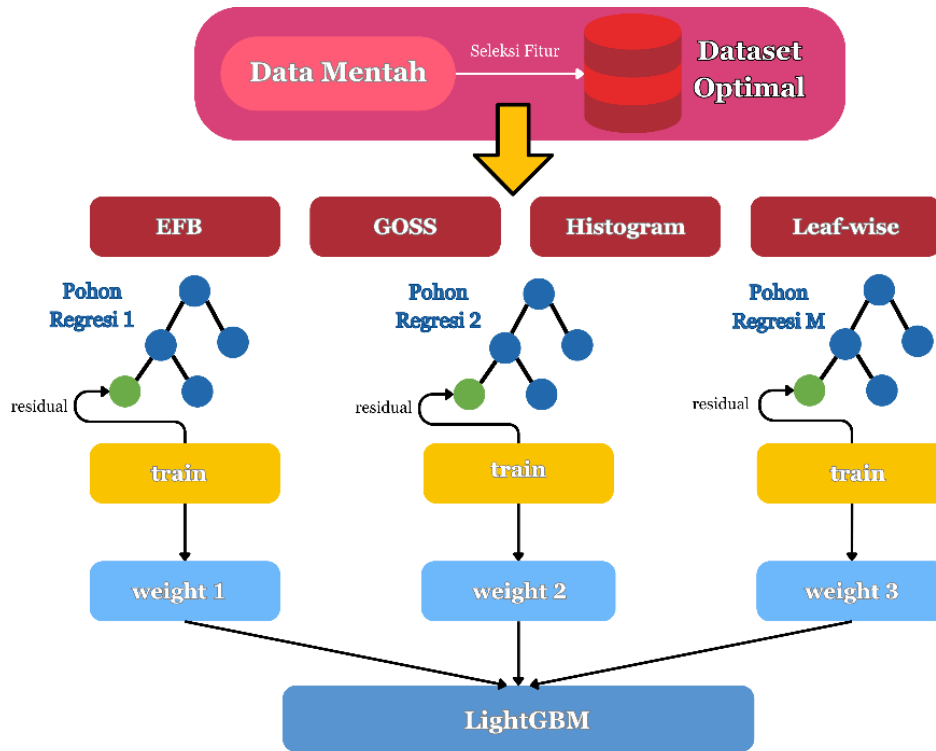 Data Mentah
Seleksi Fitur
Dataset
Optimal
EFB
GOSS
Histogram
Leaf-wise
Pohon
Regresi 1
Pohon
Regresi 2
Pohon
Regresi M
residual
residual
residual
train
train
train
weight 1
weight 2
weight 3
LightGBM